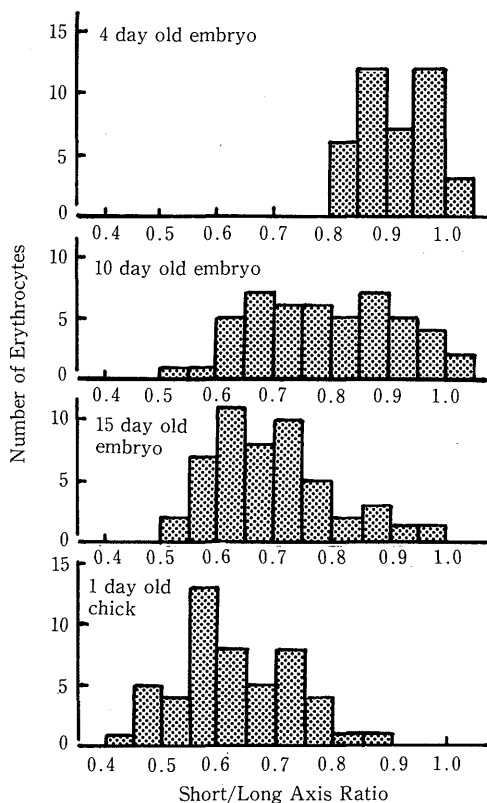 Number of Erythrocytes
15
4 day old embryo
10
5
0
0.4 0.5 0.6 0.7 0.8 0.9 1.0
10
10 day old embryo
5
0
0.4 0.5 0.6 0.7 0.8 0.9 1.0
10
15 day old
embryo
5
0
0.4 0.5 0.6 0.7 0.8 0.9 1.0
15
1 day old
chick
10
5
0
0.4 0.5 0.6 0.7 0.8 0.9 1.0
Short/Long Axis Ratio